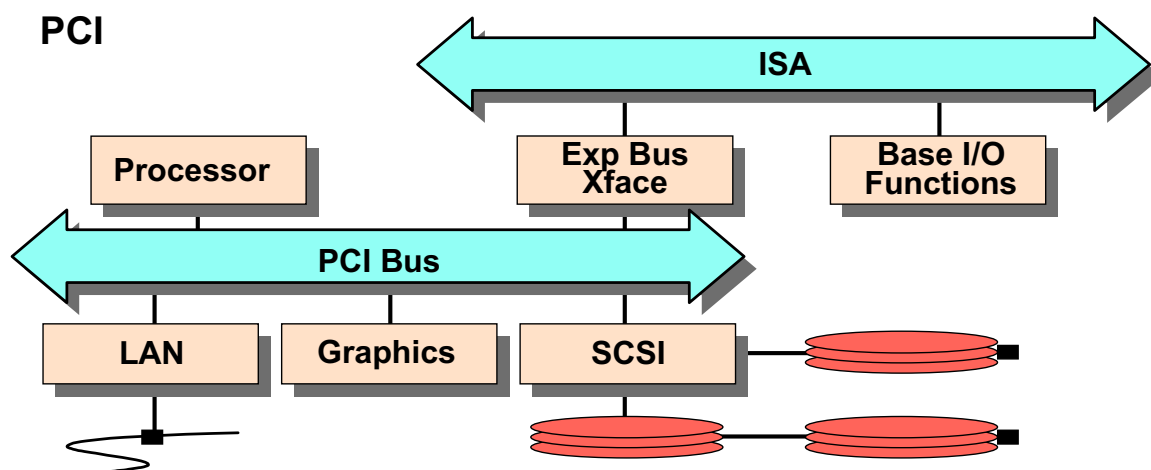 PCI
ISA
Processor
Exp Bus
Xface
Base I/O
Functions
PCI Bus
LAN
Graphics
SCSI